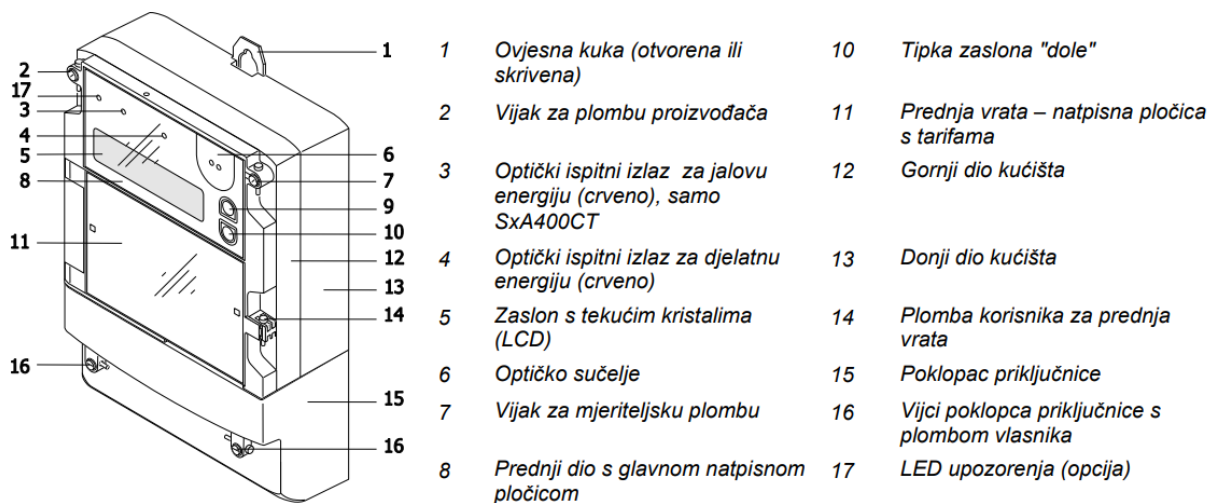 1
2
17
3
4
5
8
11
16
6
7
9
10
12
13
14
15
16
1 Ovjesna kuka (otvorena ili
skrivena)
2 Vijak za plombu proizvođača
3 Optički ispitni izlaz za jalovu
energiju (crveno), samo
SxA400CT
4 Optički ispitni izlaz za djelatnu
energiju (crveno)
5 Zaslon s tekućim kristalima
(LCD)
6 Optičko sučelje
7 Vijak za mjeriteljsku plombu
8 Prednji dio s glavnom natpisnom
pločicom
10 Tipka zaslona "dole"
11 Prednja vrata – natpisna pločica
s tarifama
12 Gornji dio kućišta
13 Donji dio kućišta
14 Plomba korisnika za prednja
vrata
15 Poklopac priključnice
16 Vijci poklopca priključnice s
plombom vlasnika
17 LED upozorenja (opcija)